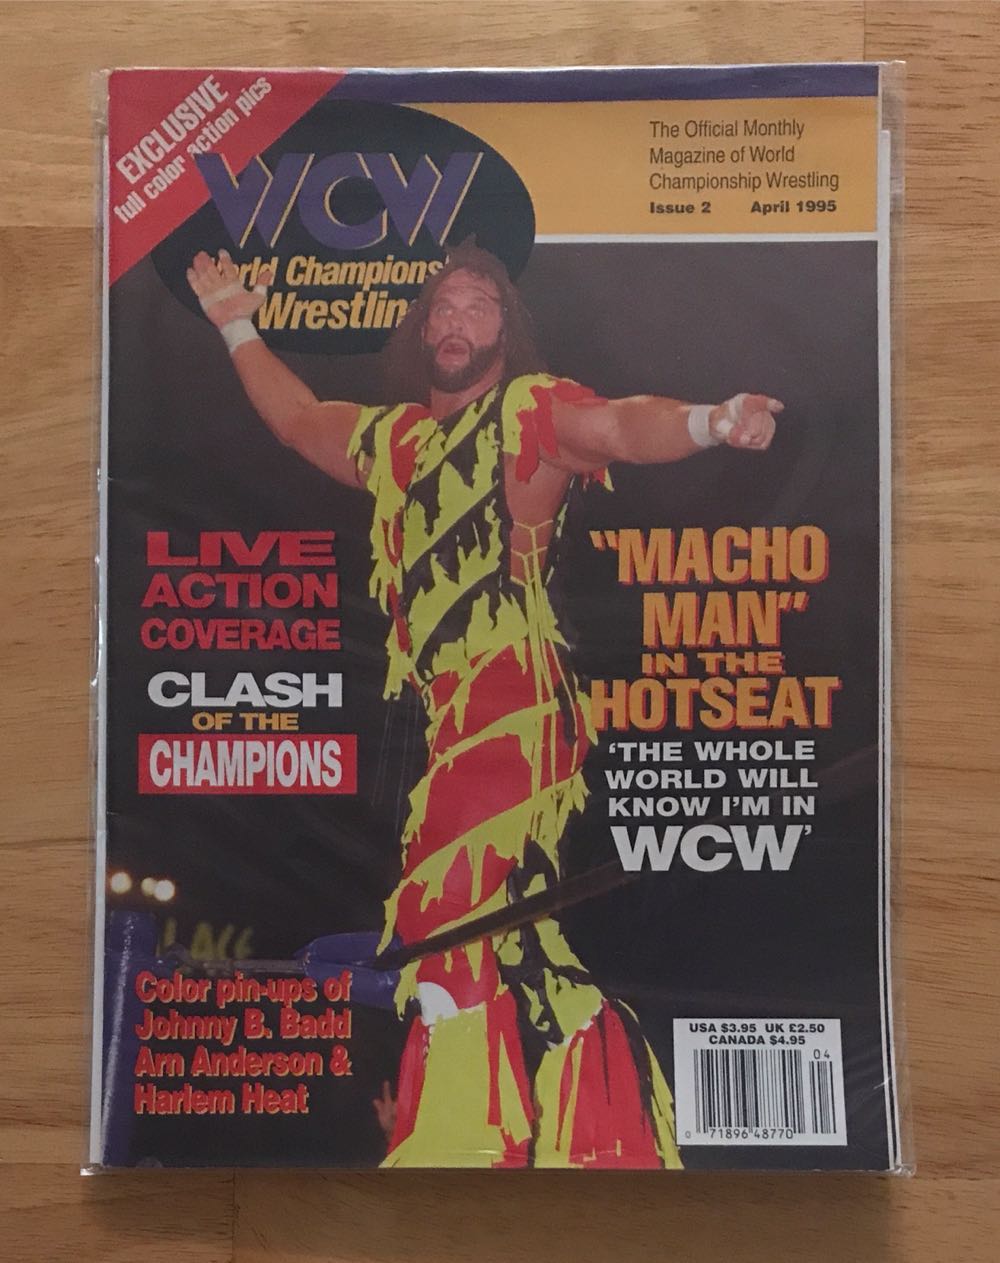 EXCLUSIVE
full color action pics
WCW
World Championsh
Wrestlin
The Official Monthly
Magazine of World
Championship Wrestling
Issue 2 April 1995
LIVE
ACTION
COVERAGE
CLASH
OF THE
CHAMPIONS
"MACHO
MAN"
IN THE
HOTSEAT
'THE WHOLE
WORLD WILL
KNOW I'M IN
WCW'
Color pin-ups of
Johnny B. Badd
Arn Anderson &
Harlem Heat
USA $3.95 UK £2.50
CANADA $4.95
04
0 71896 48770